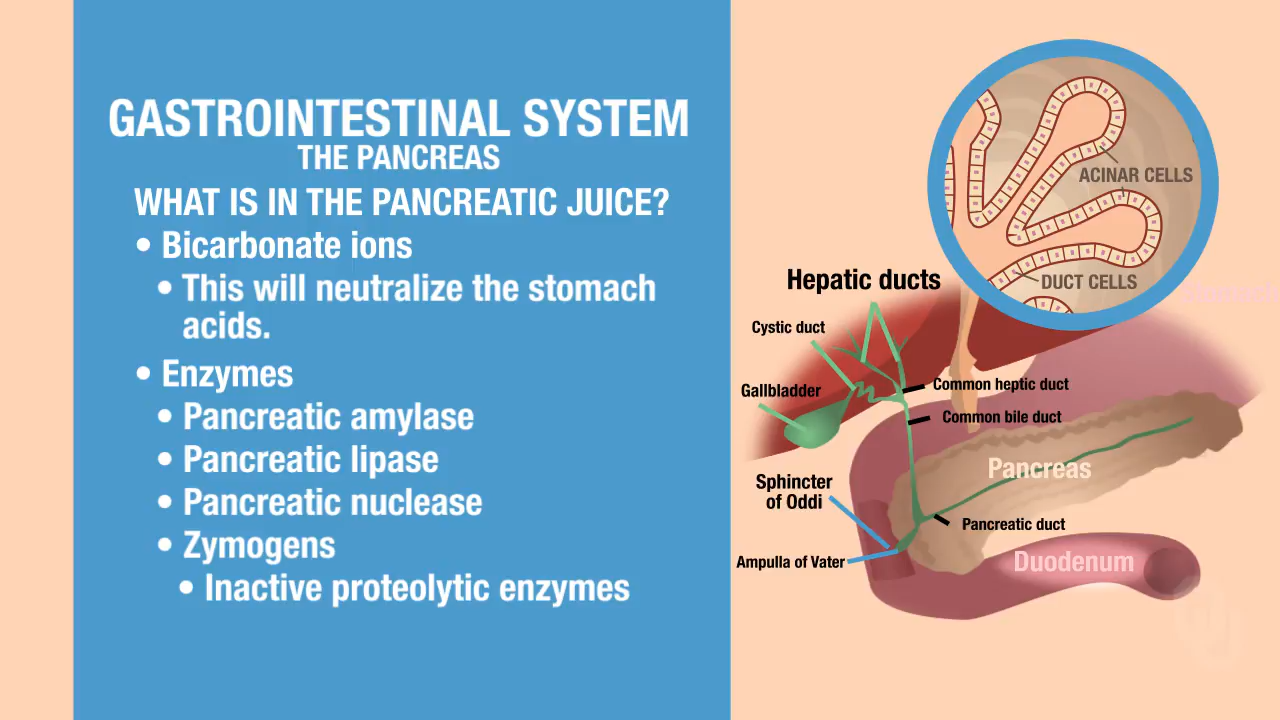 GASTROINTESTINAL SYSTEM
THE PANCREAS
WHAT IS IN THE PANCREATIC JUICE?
• Bicarbonate ions
• This will neutralize the stomach
acids.
• Enzymes
• Pancreatic amylase
• Pancreatic lipase
• Pancreatic nuclease
• Zymogens
• Inactive proteolytic enzymes
ACINAR CELLS
DUCT CELLS
Stomach
Hepatic ducts
Cystic duct
Gallbladder
Common heptic duct
Common bile duct
Pancreas
Sphincter
of Oddi
Pancreatic duct
Ampulla of Vater
Duodenum